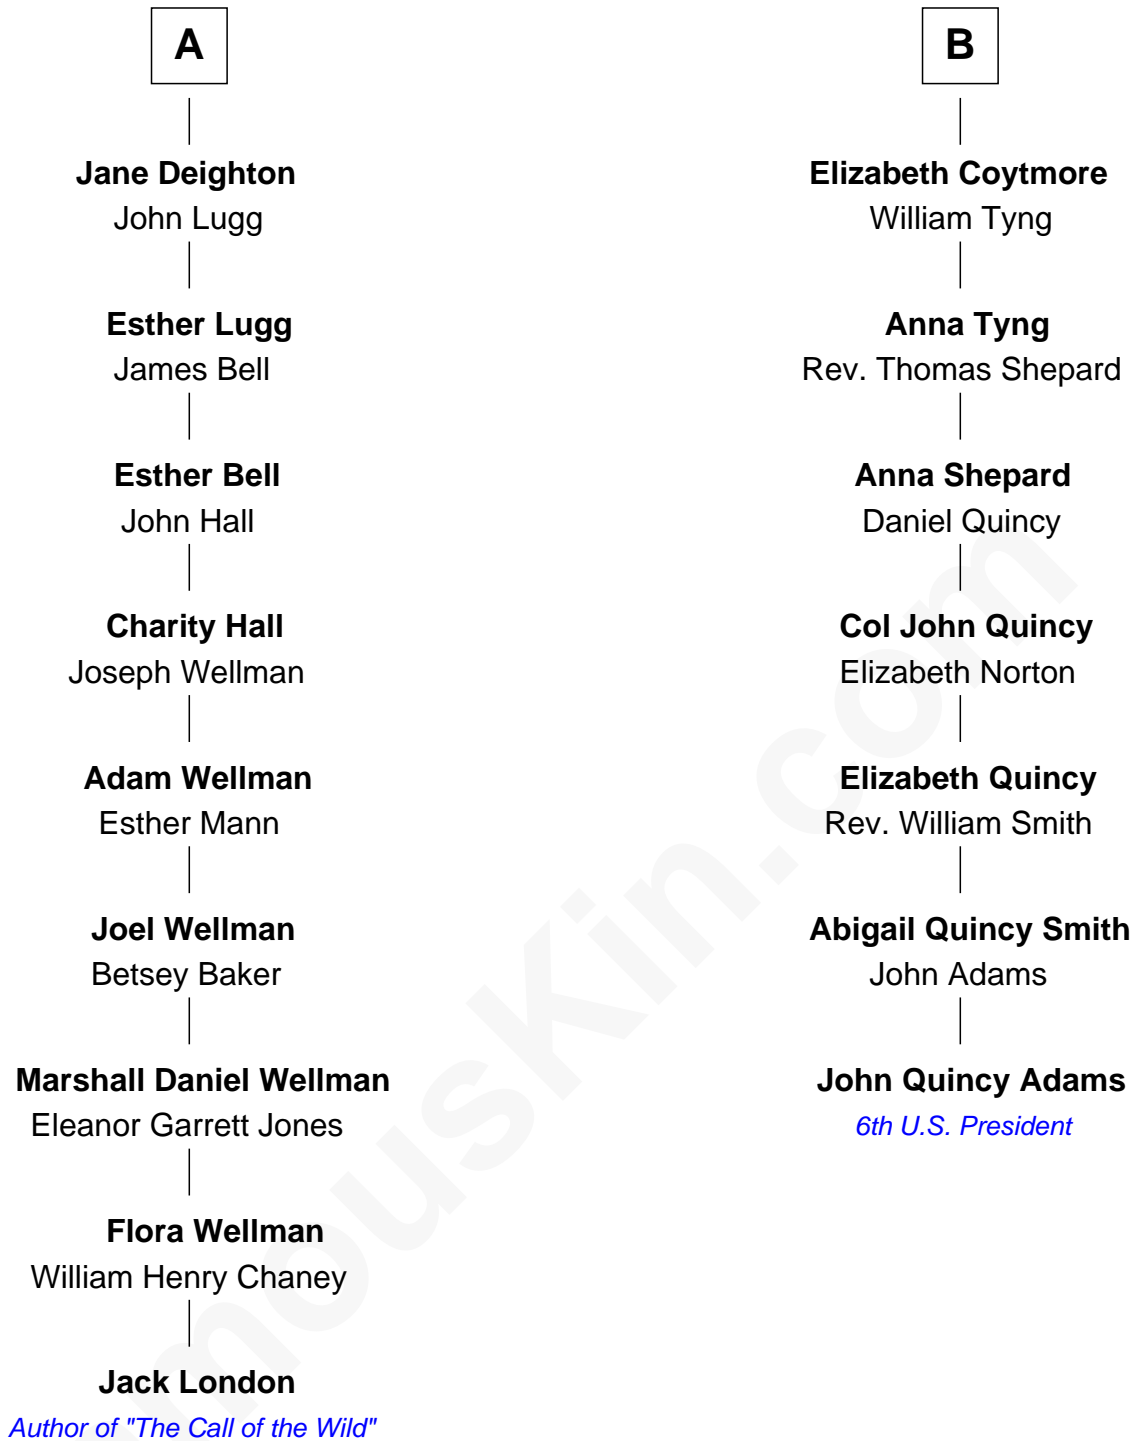 A
Jane Deighton
John Lugg
Esther Lugg
James Bell
Esther Bell
John Hall
Charity Hall
Joseph Wellman
Adam Wellman
Esther Mann
Joel Wellman
Betsey Baker
Marshall Daniel Wellman
Eleanor Garrett Jones
Flora Wellman
William Henry Chaney
Jack London
Author of "The Call of the Wild"
B
Elizabeth Coytmore
William Tyng
Anna Tyng
Rev. Thomas Shepard
Anna Shepard
Daniel Quincy
Col John Quincy
Elizabeth Norton
Elizabeth Quincy
Rev. William Smith
Abigail Quincy Smith
John Adams
John Quincy Adams
6th U.S. President
mousKin.com